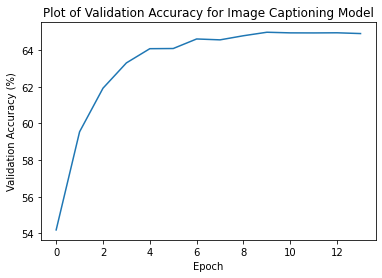 Plot of Validation Accuracy for Image Captioning Model
Validation Accuracy (%)
64
62
60
58
56
54
0 2 4 6 8 10 12
Epoch